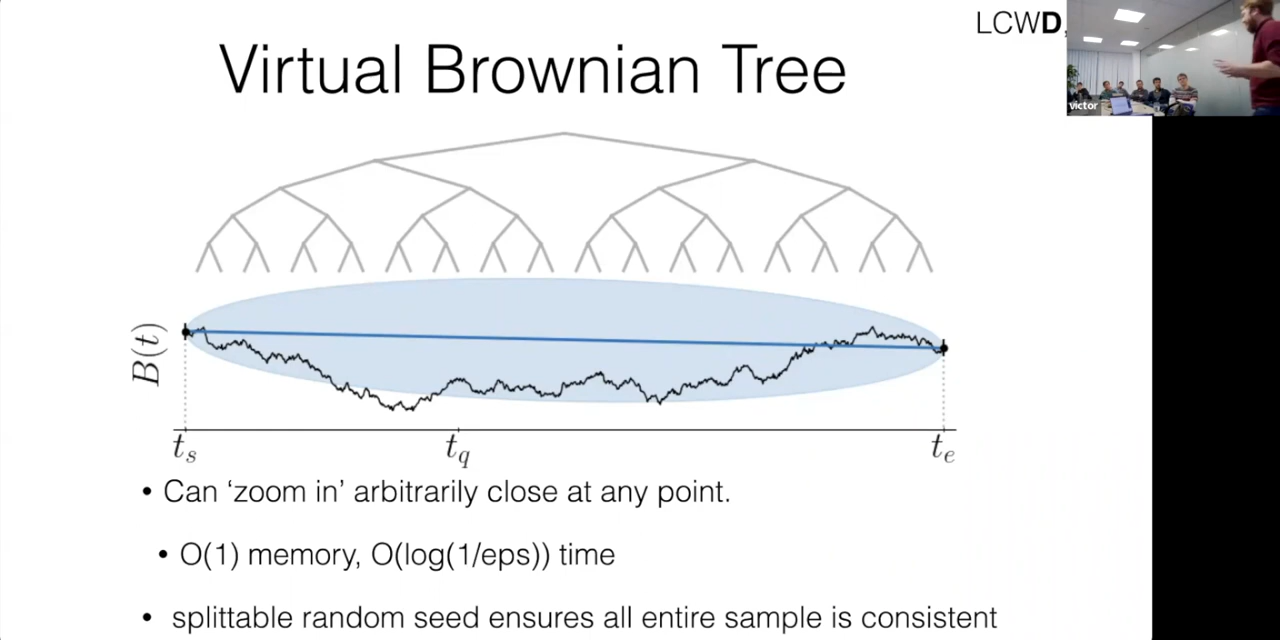 LCWD,
Virtual Brownian Tree
victor
B(t)
t_s t_q t_e
• Can ‘zoom in’ arbitrarily close at any point.
• O(1) memory, O(log(1/eps)) time
• splittable random seed ensures all entire sample is consistent